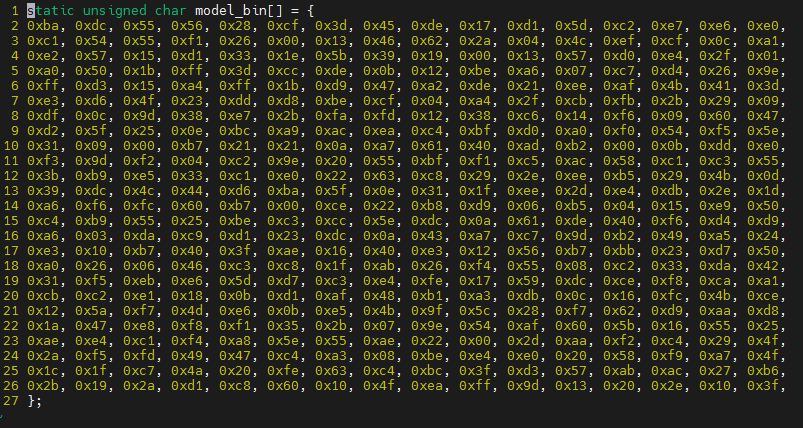 1 static unsigned char model_bin[] = {
2 0xba, 0xdc, 0x55, 0x56, 0x28, 0xcf, 0x3d, 0x45, 0xde, 0x17, 0xd1, 0x5d, 0xc2, 0xe7, 0xe6, 0xe0,
3 0xc1, 0x54, 0x55, 0xf1, 0x26, 0x00, 0x13, 0x46, 0x62, 0x2a, 0x04, 0x4c, 0xef, 0xcf, 0x0c, 0xa1,
4 0xe2, 0x57, 0x15, 0xd1, 0x33, 0x1e, 0x5b, 0x39, 0x19, 0x00, 0x13, 0x57, 0xd0, 0xe4, 0x2f, 0x01,
5 0xa0, 0x50, 0x1b, 0xff, 0x3d, 0xcc, 0xde, 0x0b, 0x12, 0xbe, 0xa6, 0x07, 0xc7, 0xd4, 0x26, 0x9e,
6 0xff, 0xd3, 0x15, 0xa4, 0xff, 0x1b, 0xd9, 0x47, 0xa2, 0xde, 0x21, 0xee, 0xaf, 0x4b, 0x41, 0x3d,
7 0xe3, 0xd6, 0x4f, 0x23, 0xdd, 0xd8, 0xbe, 0xcf, 0x04, 0xa4, 0x2f, 0xcb, 0xfb, 0x2b, 0x29, 0x09,
8 0xdf, 0x0c, 0x9d, 0x38, 0xe7, 0x2b, 0xfa, 0xfd, 0x12, 0x38, 0xc6, 0x14, 0xf6, 0x09, 0x60, 0x47,
9 0xd2, 0x5f, 0x25, 0x0e, 0xbc, 0xa9, 0xac, 0xea, 0xc4, 0xbf, 0xd0, 0xa0, 0xf0, 0x54, 0xf5, 0x5e,
10 0x31, 0x09, 0x00, 0xb7, 0x21, 0x21, 0x0a, 0xa7, 0x61, 0x40, 0xad, 0xb2, 0x00, 0x0b, 0xdd, 0xe0,
11 0xf3, 0x9d, 0xf2, 0x04, 0xc2, 0x9e, 0x20, 0x55, 0xbf, 0xf1, 0xc5, 0xac, 0x58, 0xc1, 0xc3, 0x55,
12 0x3b, 0xb9, 0xe5, 0x33, 0xc1, 0xe0, 0x22, 0x63, 0xc8, 0x29, 0x2e, 0xee, 0xb5, 0x29, 0x4b, 0x0d,
13 0x39, 0xdc, 0x4c, 0x44, 0xd6, 0xba, 0x5f, 0x0e, 0x31, 0x1f, 0xee, 0x2d, 0xe4, 0xdb, 0x2e, 0x1d,
14 0xa6, 0xf6, 0xfc, 0x60, 0xb7, 0x00, 0xce, 0x22, 0xb8, 0xd9, 0x06, 0xb5, 0x04, 0x15, 0xe9, 0x50,
15 0xc4, 0xb9, 0x55, 0x25, 0xbe, 0xc3, 0xcc, 0x5e, 0xdc, 0x0a, 0x61, 0xde, 0x40, 0xf6, 0xd4, 0xd9,
16 0xa6, 0x03, 0xda, 0xc9, 0xd1, 0x23, 0xdc, 0x0a, 0x43, 0xa7, 0xc7, 0x9d, 0xb2, 0x49, 0xa5, 0x24,
17 0xe3, 0x10, 0xb7, 0x40, 0x3f, 0xae, 0x16, 0x40, 0xe3, 0x12, 0x56, 0xb7, 0xbb, 0x23, 0xd7, 0x50,
18 0xa0, 0x26, 0x06, 0x46, 0xc3, 0xc8, 0x1f, 0xab, 0x26, 0xf4, 0x55, 0x08, 0xc2, 0x33, 0xda, 0x42,
19 0x31, 0xf5, 0xeb, 0xe6, 0x5d, 0xd7, 0xc3, 0xe4, 0xfe, 0x17, 0x59, 0xdc, 0xce, 0xf8, 0xca, 0xa1,
20 0xcb, 0xc2, 0xe1, 0x18, 0x0b, 0xd1, 0xaf, 0x48, 0xb1, 0xa3, 0xdb, 0x0c, 0x16, 0xfc, 0x4b, 0xce,
21 0x12, 0x5a, 0xf7, 0x4d, 0xe6, 0x0b, 0xe5, 0x4b, 0x9f, 0x5c, 0x28, 0xf7, 0x62, 0xd9, 0xaa, 0xd8,
22 0x1a, 0x47, 0xe8, 0xf8, 0xf1, 0x35, 0x2b, 0x07, 0x9e, 0x54, 0xaf, 0x60, 0x5b, 0x16, 0x55, 0x25,
23 0xae, 0xe4, 0xc1, 0xf4, 0xa8, 0x5e, 0x55, 0xae, 0x22, 0x00, 0x2d, 0xaa, 0xf2, 0xc4, 0x29, 0x4f,
24 0x2a, 0xf5, 0xfd, 0x49, 0x47, 0xc4, 0xa3, 0x08, 0xbe, 0xe4, 0xe0, 0x20, 0x58, 0xf9, 0xa7, 0x4f,
25 0x1c, 0x1f, 0xc7, 0x4a, 0x20, 0xfe, 0x63, 0xc4, 0xbc, 0x3f, 0xd3, 0x57, 0xab, 0xac, 0x27, 0xb6,
26 0x2b, 0x19, 0x2a, 0xd1, 0xc8, 0x60, 0x10, 0x4f, 0xea, 0xff, 0x9d, 0x13, 0x20, 0x2e, 0x10, 0x3f,
27 };